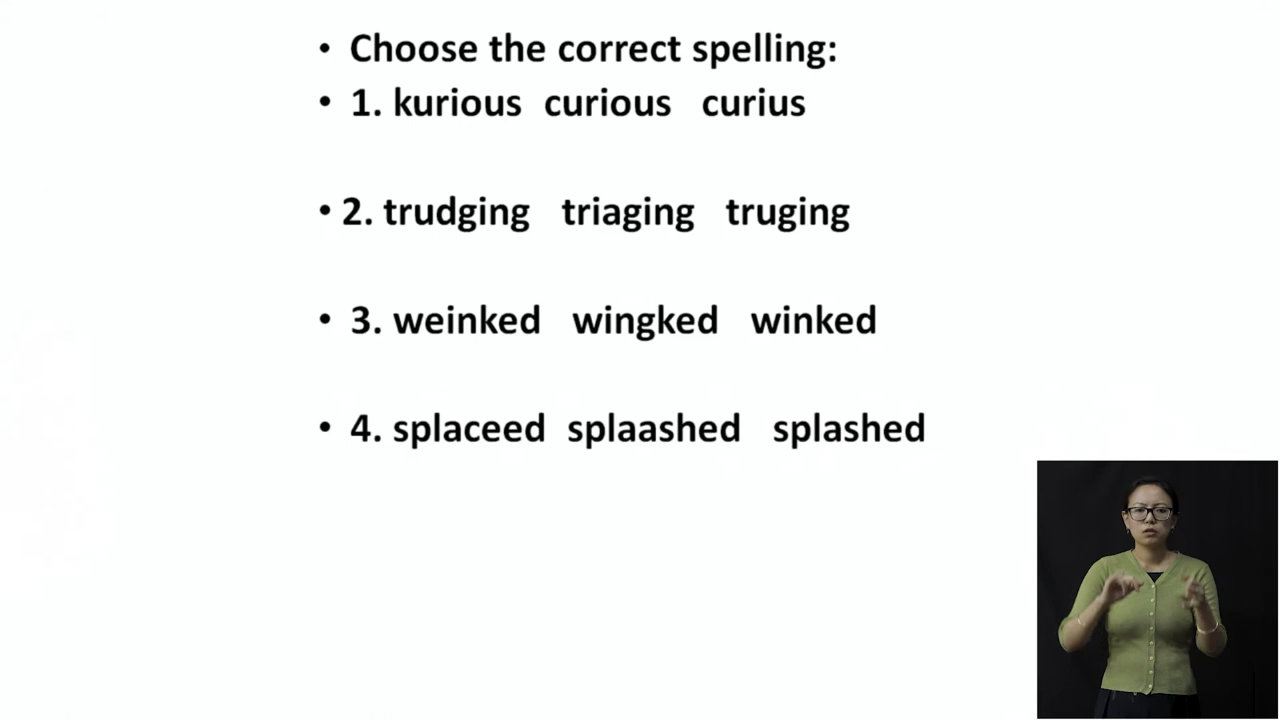 • Choose the correct spelling:
• 1. kurious curious curius
• 2. trudging triaging truging
• 3. weinked wingked winked
• 4. splaceed splaashed splashed